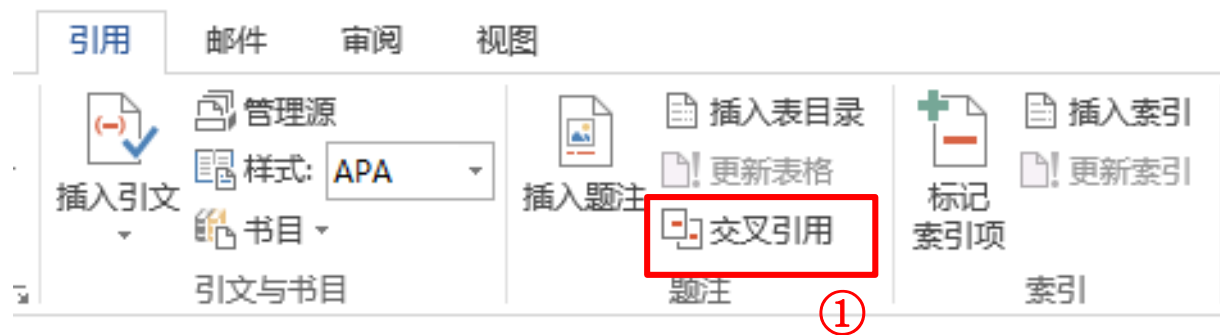 引用 邮件 审阅 视图
管理源
样式: APA
插入引文
书目
引文与书目
插入表目录
更新表格
插入题注
交叉引用
题注
①
插入索引
更新索引
标记
索引项
索引